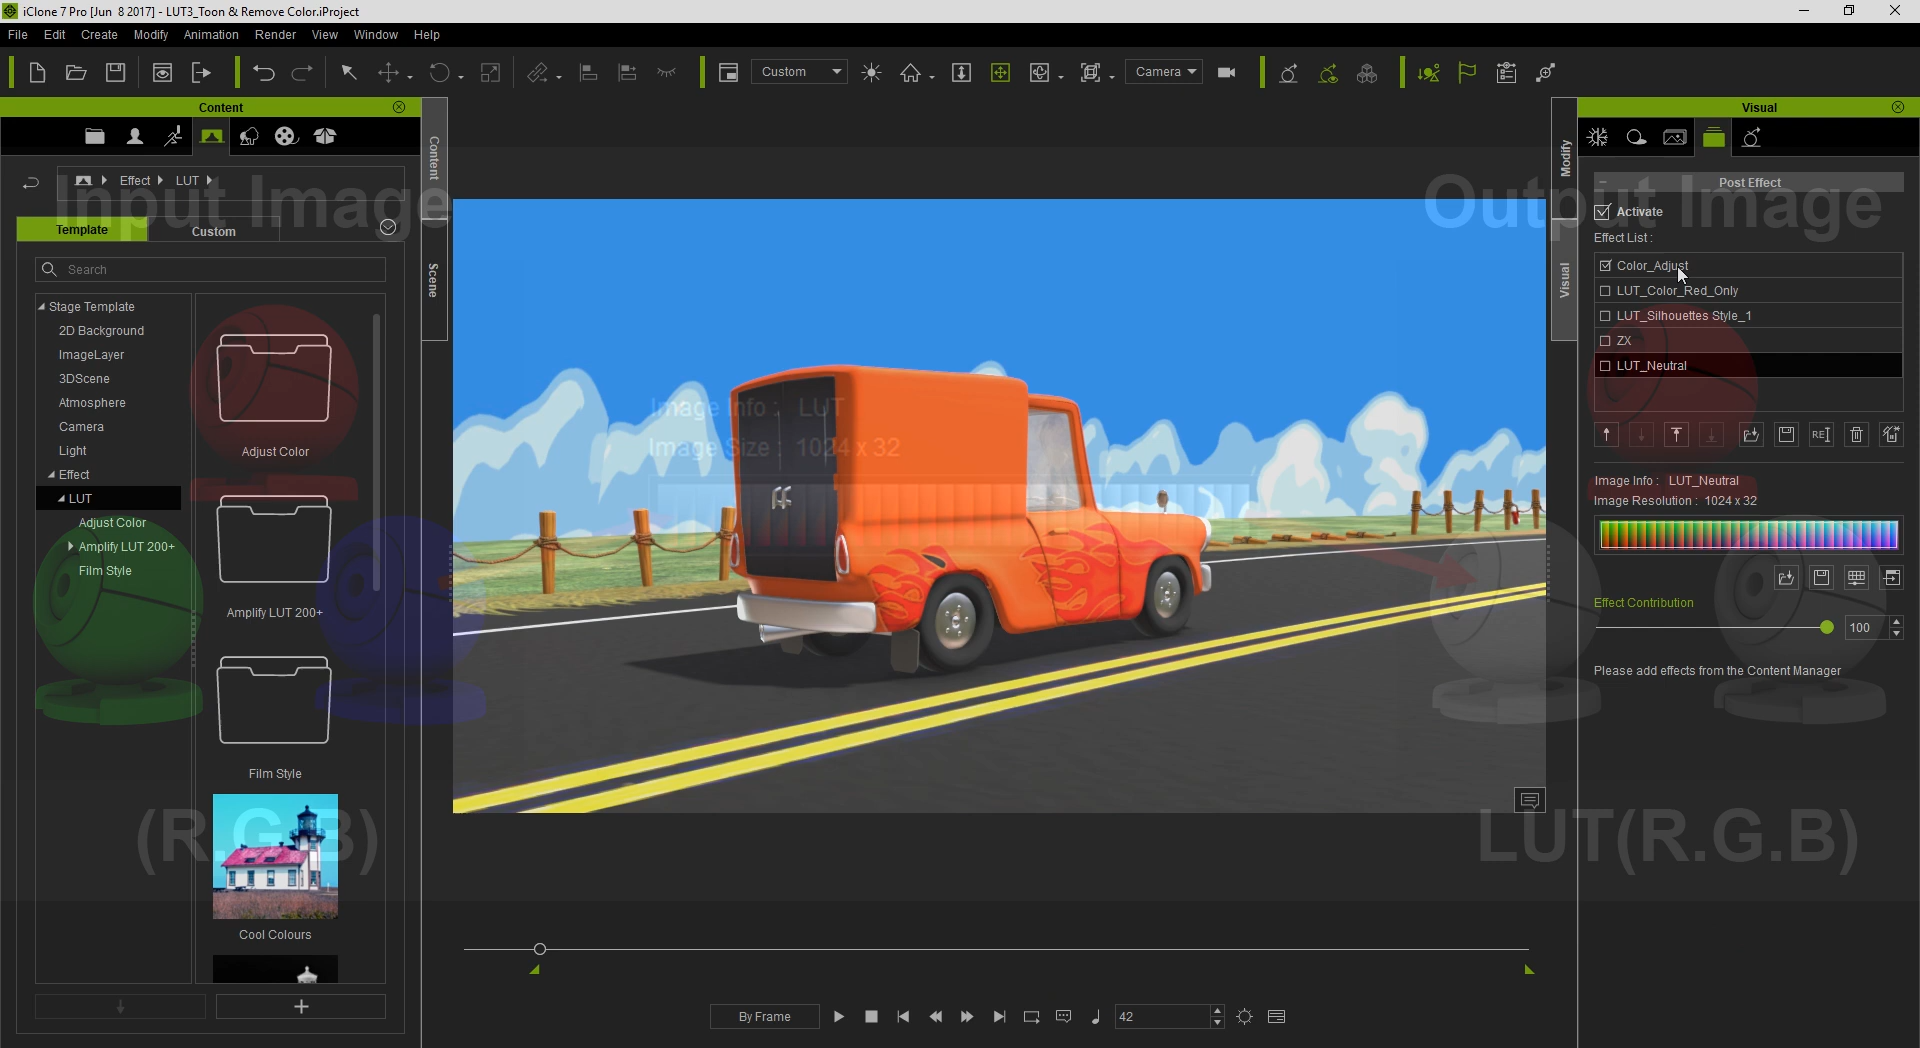 iClone 7 Pro [Jun  8 2017] - LUT3_Toon & Remove Color.iProject
File Edit Create Modify Animation Render View Window Help
Custom
Camera
Content
Effect
LUT
Template
Custom
Search
Stage Template
2D Background
ImageLayer
3DScene
Atmosphere
Camera
Light
Effect
LUT
Adjust Color
Amplify LUT 200+
Film Style
Adjust Color
Amplify LUT 200+
Film Style
Cool Colours
Content
Scene
Input Image
(R.G.B)
Image Info : LUT
Image Size : 1024 x 32
By Frame
42
Modify
Visual
Output Image
LUT(R.G.B)
Visual
Post Effect
Activate
Effect List :
Color_Adjust
LUT_Color_Red_Only
LUT_Silhouettes Style_1
ZX
LUT_Neutral
RE
Image Info : LUT_Neutral
Image Resolution : 1024 x 32
Effect Contribution
100
Please add effects from the Content Manager